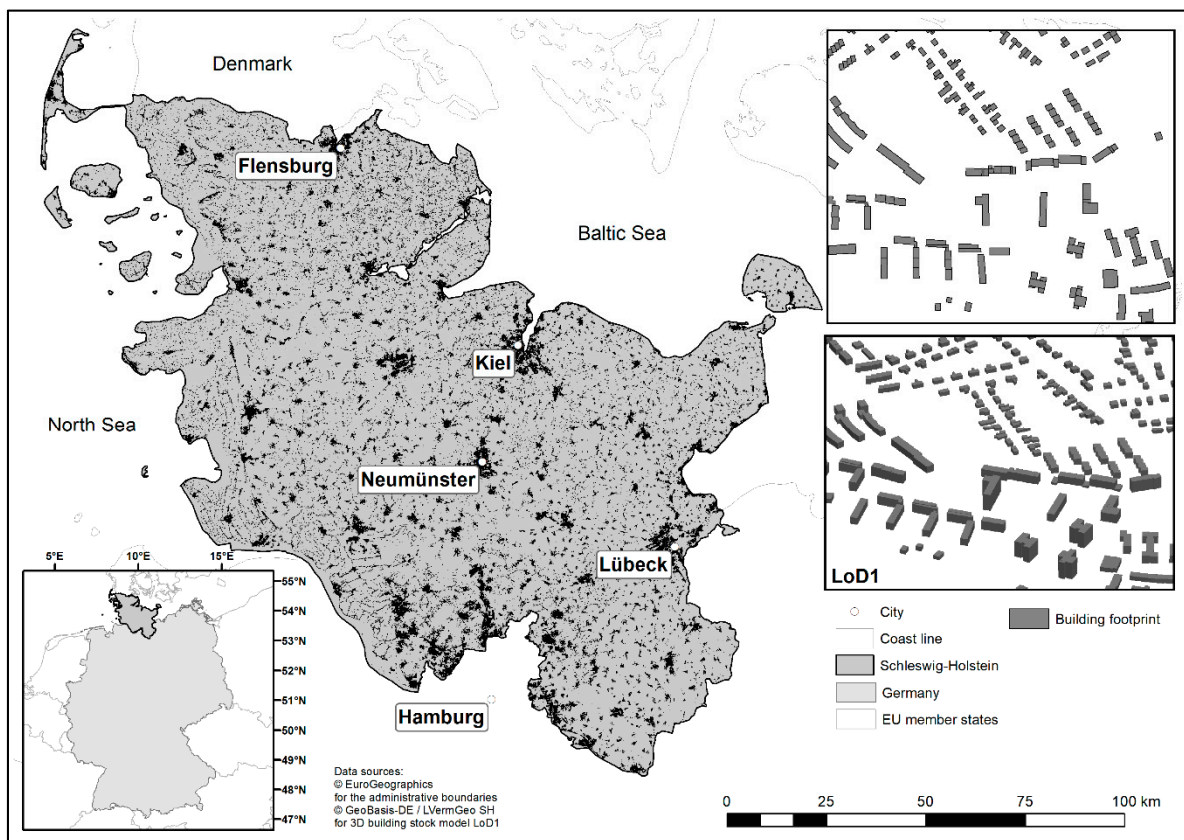 Denmark
Flensburg
Baltic Sea
Kiel
North Sea
Neumünster
Lübeck
Hamburg
5°E
10°E
15°E
55°N
54°N
53°N
52°N
51°N
50°N
49°N
48°N
47°N
Data sources:
© EuroGeographics
for the administrative boundaries
© GeoBasis-DE / LVermGeo SH
for 3D building stock model LoD1
LoD1
City
Coast line
Schleswig-Holstein
Germany
EU member states
Building footprint
0 25 50 75 100 km